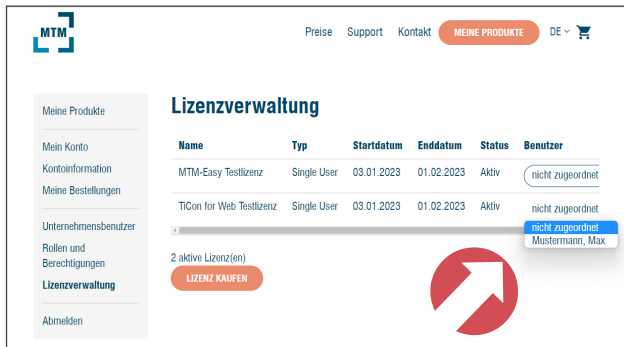 MTM
Preise Support Kontakt MEINE PRODUKTE DE
Meine Produkte
Mein Konto
Kontoinformation
Meine Bestellungen
Unternehmensbenutzer
Rollen und
Berechtigungen
Lizenzverwaltung
Abmelden
Lizenzverwaltung
Name Typ Startdatum Enddatum Status Benutzer
MTM-Easy Testlizenz Single User 03.01.2023 01.02.2023 Aktiv nicht zugeordnet
TiCon for Web Testlizenz Single User 03.01.2023 01.02.2023 Aktiv nicht zugeordnet
nicht zugeordnet
Mustermann, Max
2 aktive Lizenz(en)
LIZENZ KAUFEN